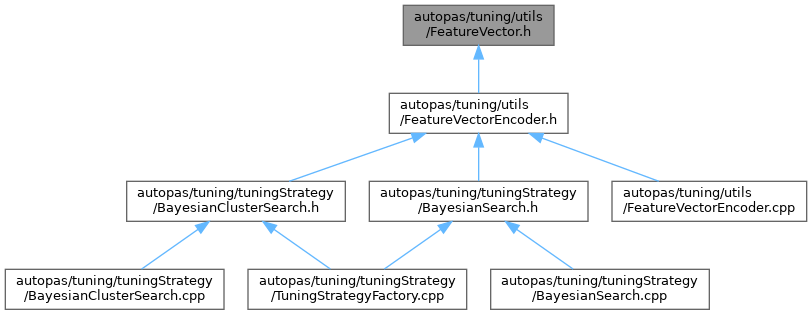 autopas/tuning/utils
/FeatureVector.h
autopas/tuning/utils
/FeatureVectorEncoder.h
autopas/tuning/tuningStrategy
/BayesianClusterSearch.h
autopas/tuning/tuningStrategy
/BayesianSearch.h
autopas/tuning/utils
/FeatureVectorEncoder.cpp
autopas/tuning/tuningStrategy
/BayesianClusterSearch.cpp
autopas/tuning/tuningStrategy
/TuningStrategyFactory.cpp
autopas/tuning/tuningStrategy
/BayesianSearch.cpp